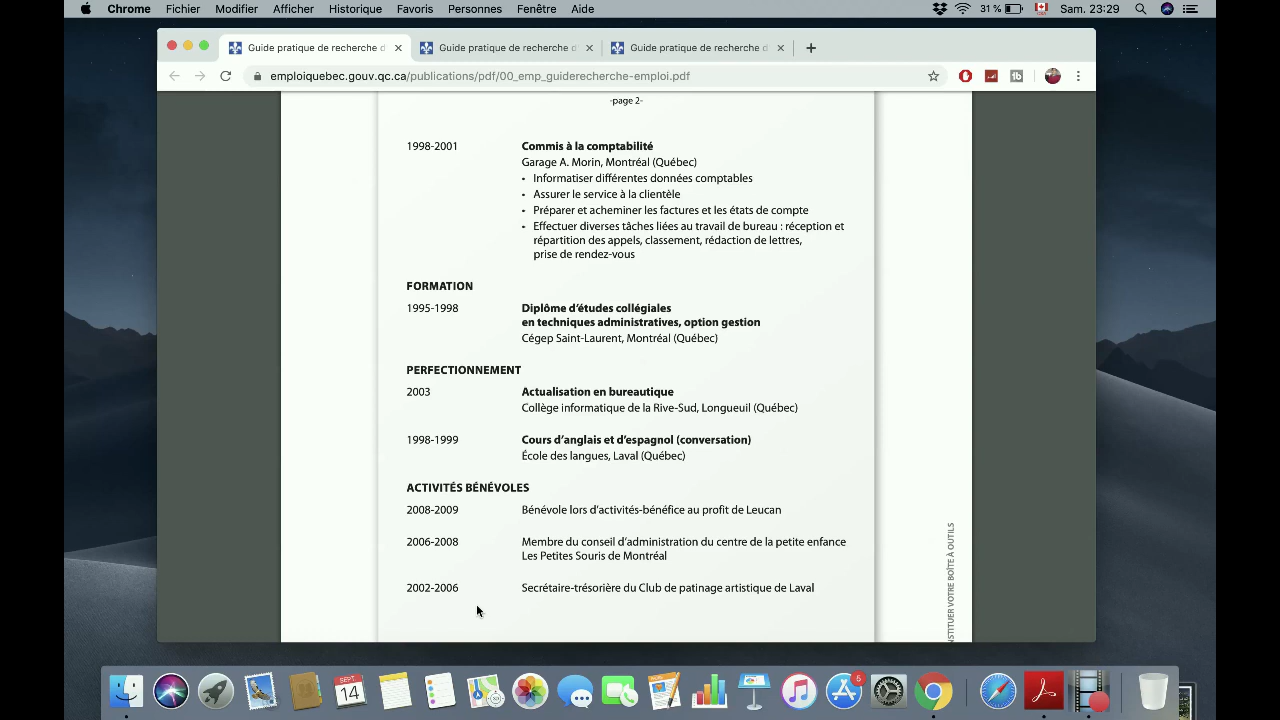 Chrome Fichier Modifier Afficher Historique Favoris Personnes Fenêtre Aide 31 % Sam. 23:29
Guide pratique de recherche d Guide pratique de recherche d Guide pratique de recherche d
emploiquebec.gouv.qc.ca/publications/pdf/00_emp_guiderecherche-emploi.pdf
-page 2-
1998-2001 Commis à la comptabilité
Garage A. Morin, Montréal (Québec)
• Informatiser différentes données comptables
• Assurer le service à la clientèle
• Préparer et acheminer les factures et les états de compte
• Effectuer diverses tâches liées au travail de bureau : réception et
répartition des appels, classement, rédaction de lettres,
prise de rendez-vous
FORMATION
1995-1998 Diplôme d'études collégiales
en techniques administratives, option gestion
Cégep Saint-Laurent, Montréal (Québec)
PERFECTIONNEMENT
2003 Actualisation en bureautique
Collège informatique de la Rive-Sud, Longueuil (Québec)
1998-1999 Cours d'anglais et d'espagnol (conversation)
École des langues, Laval (Québec)
ACTIVITÉS BÉNÉVOLES
2008-2009 Bénévole lors d'activités-bénéfice au profit de Leucan
2006-2008 Membre du conseil d'administration du centre de la petite enfance
Les Petites Souris de Montréal
2002-2006 Secrétaire-trésorière du Club de patinage artistique de Laval
NSTITUER VOTRE BOÎTE À OUTILS
SEPT.
14
5